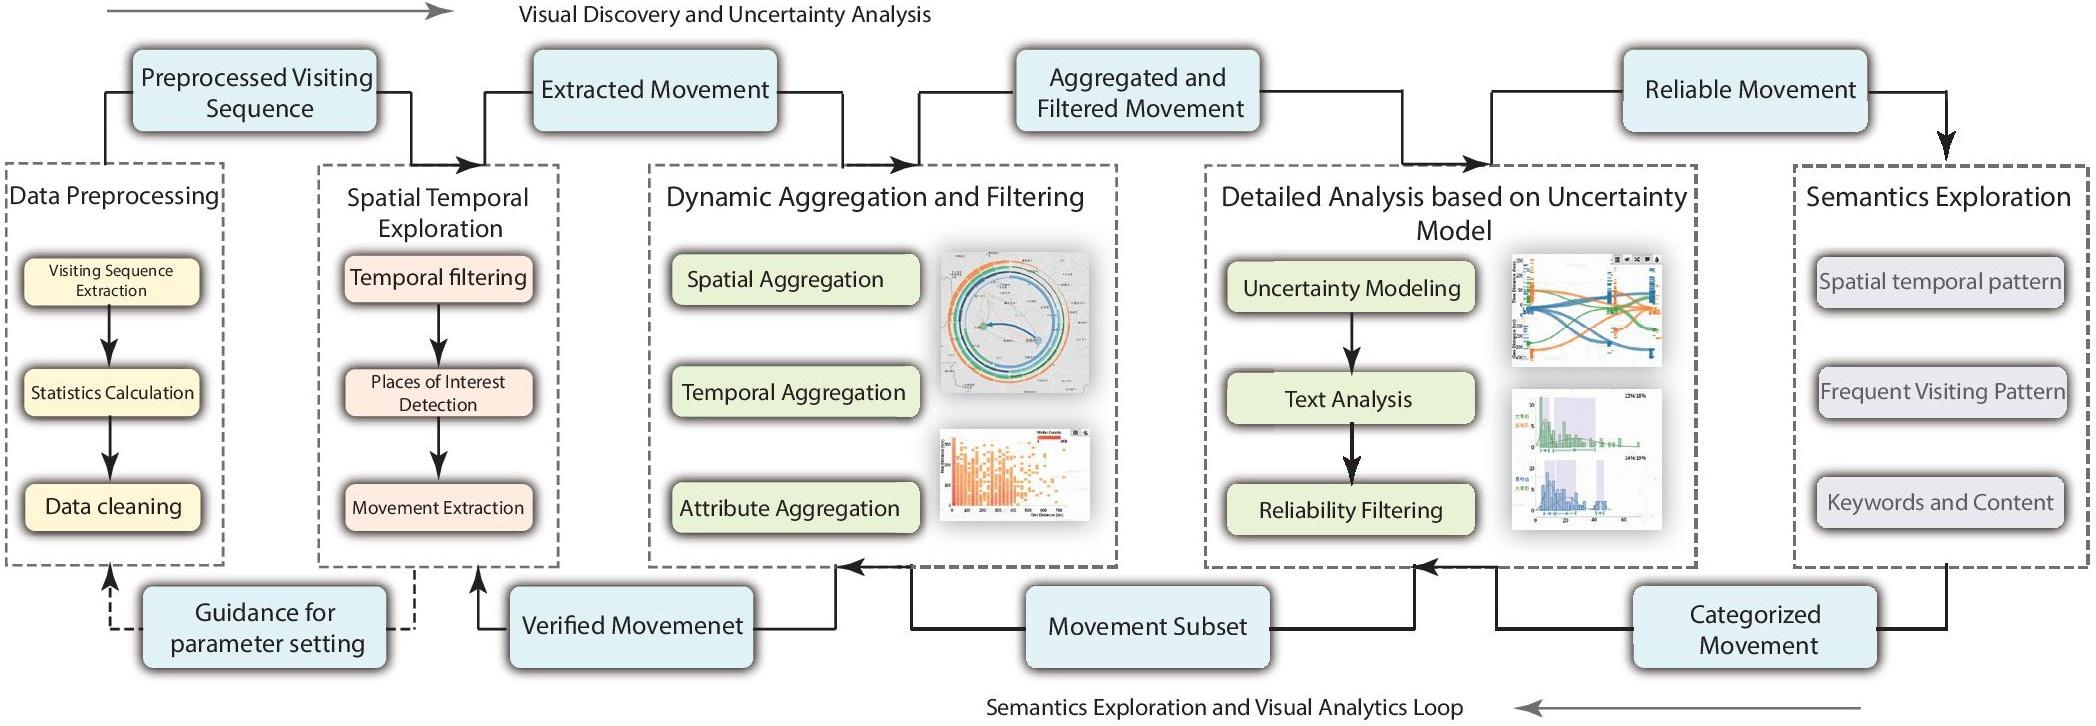 Visual Discovery and Uncertainty Analysis
Preprocessed Visiting
Sequence
Extracted Movement
Aggregated and
Filtered Movement
Reliable Movement
Data Preprocessing
Visiting Sequence
Extraction
Statistics Calculation
Data cleaning
Spatial Temporal
Exploration
Temporal filtering
Places of Interest
Detection
Movement Extraction
Dynamic Aggregation and Filtering
Spatial Aggregation
Temporal Aggregation
Attribute Aggregation
Detailed Analysis based on Uncertainty
Model
Uncertainty Modeling
Text Analysis
Reliability Filtering
Semantics Exploration
Spatial temporal pattern
Frequent Visiting Pattern
Keywords and Content
Guidance for
parameter setting
Verified Movemenet
Movement Subset
Categorized
Movement
Semantics Exploration and Visual Analytics Loop